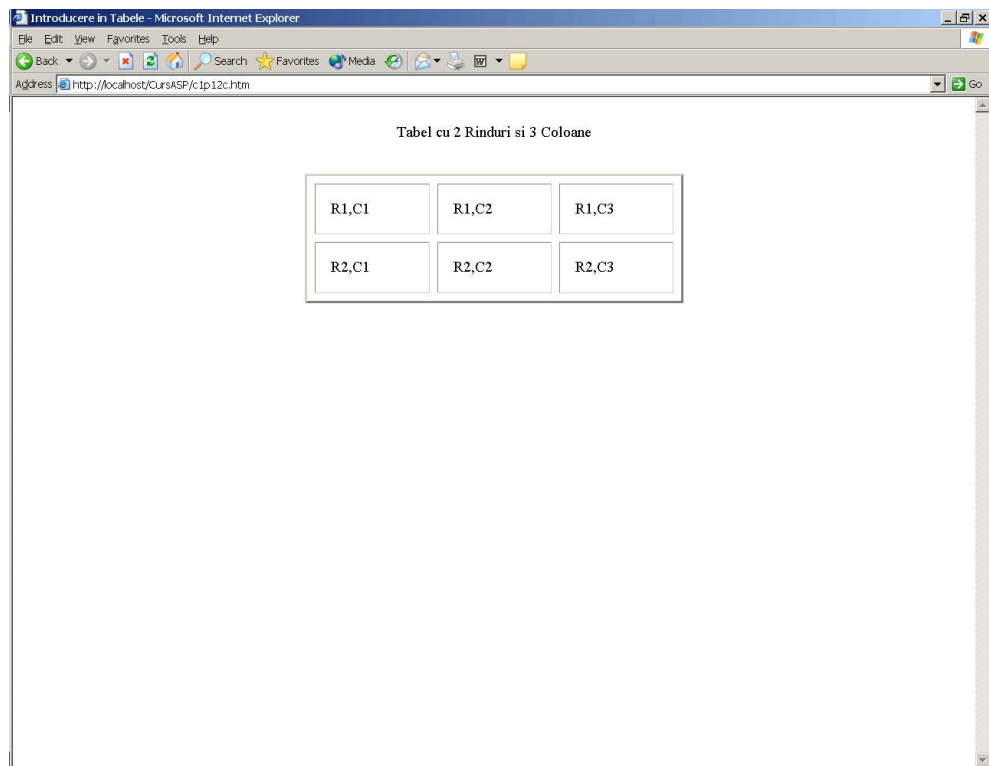 Introducere in Tabele - Microsoft Internet Explorer
File Edit View Favorites Tools Help
Back Search Favorites Media
Address http://localhost/CursASP/c1p12c.htm Go
Tabel cu 2 Rinduri si 3 Coloane
R1,C1 R1,C2 R1,C3
R2,C1 R2,C2 R2,C3